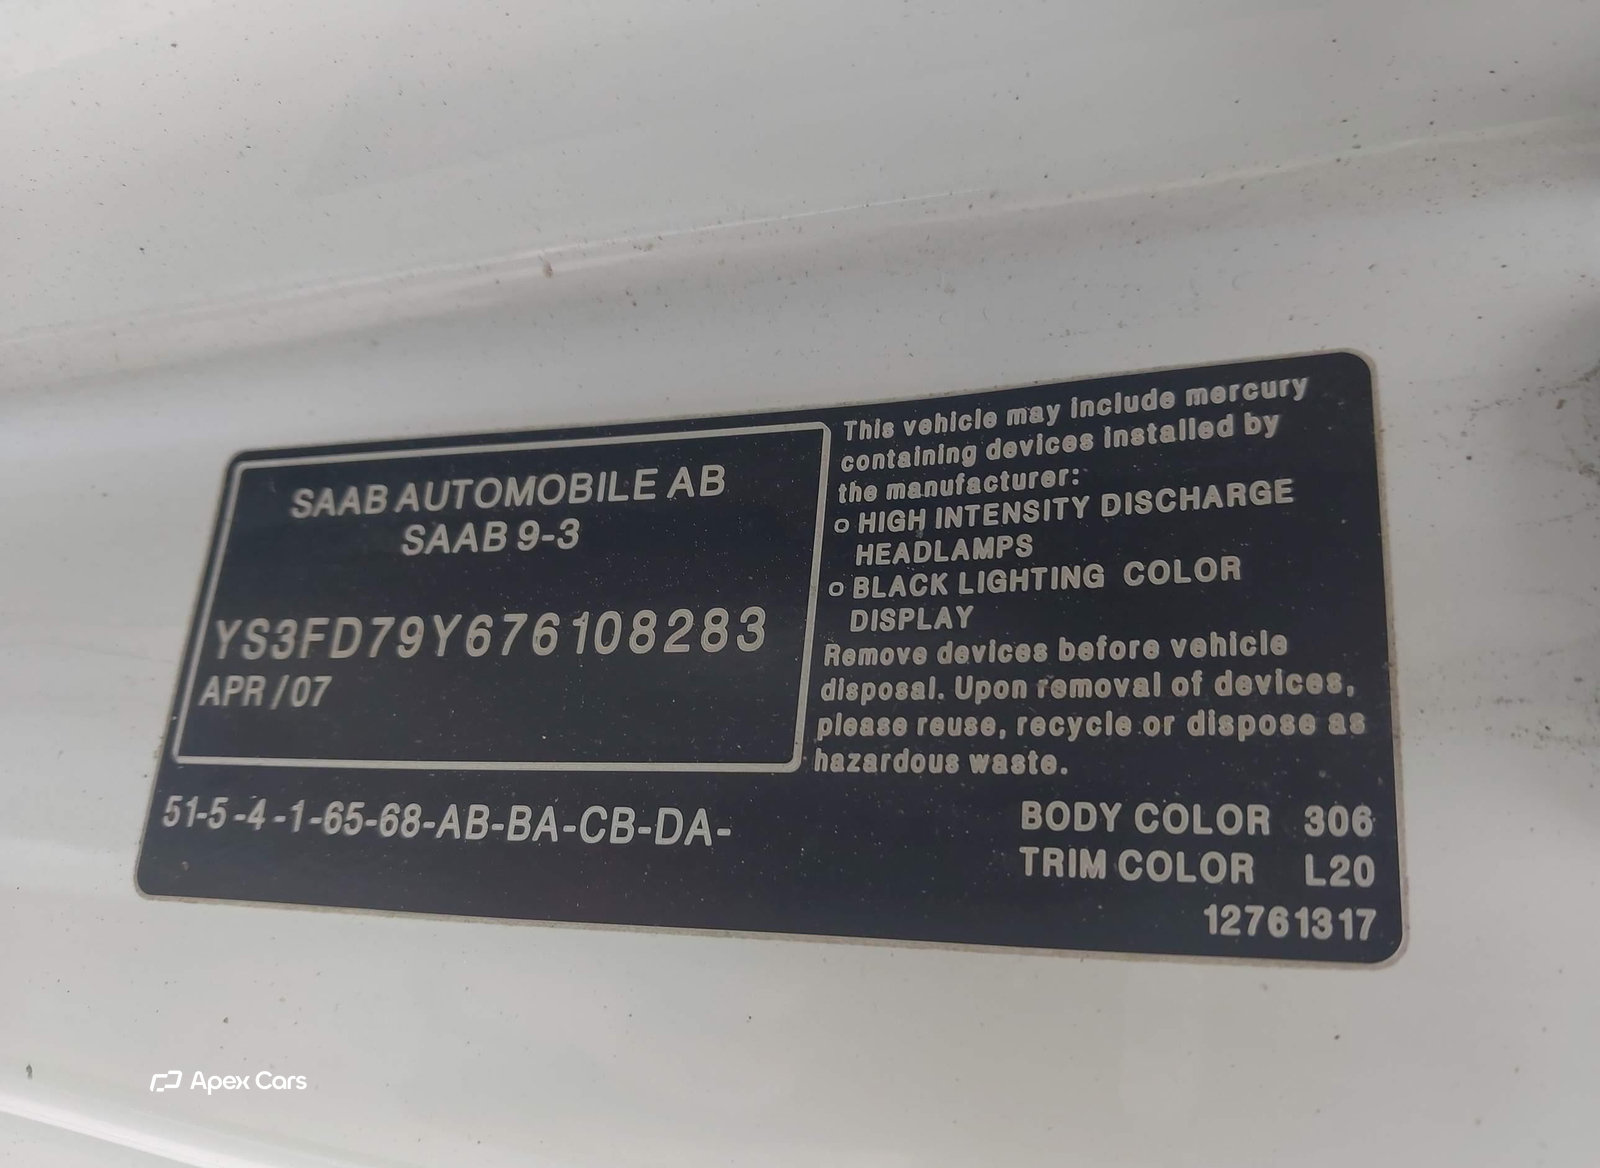 SAAB AUTOMOBILE AB
SAAB 9-3
YS3FD79Y676108283
APR/07
51-5-4-1-65-68-AB-BA-CB-DA-
This vehicle may include mercury
containing devices installed by
the manufacturer:
o HIGH INTENSITY DISCHARGE
HEADLAMPS
o BLACK LIGHTING COLOR
DISPLAY
Remove devices before vehicle
disposal. Upon removal of devices,
please reuse, recycle or dispose as
hazardous waste.
BODY COLOR 306
TRIM COLOR L20
12761317
Apex Cars